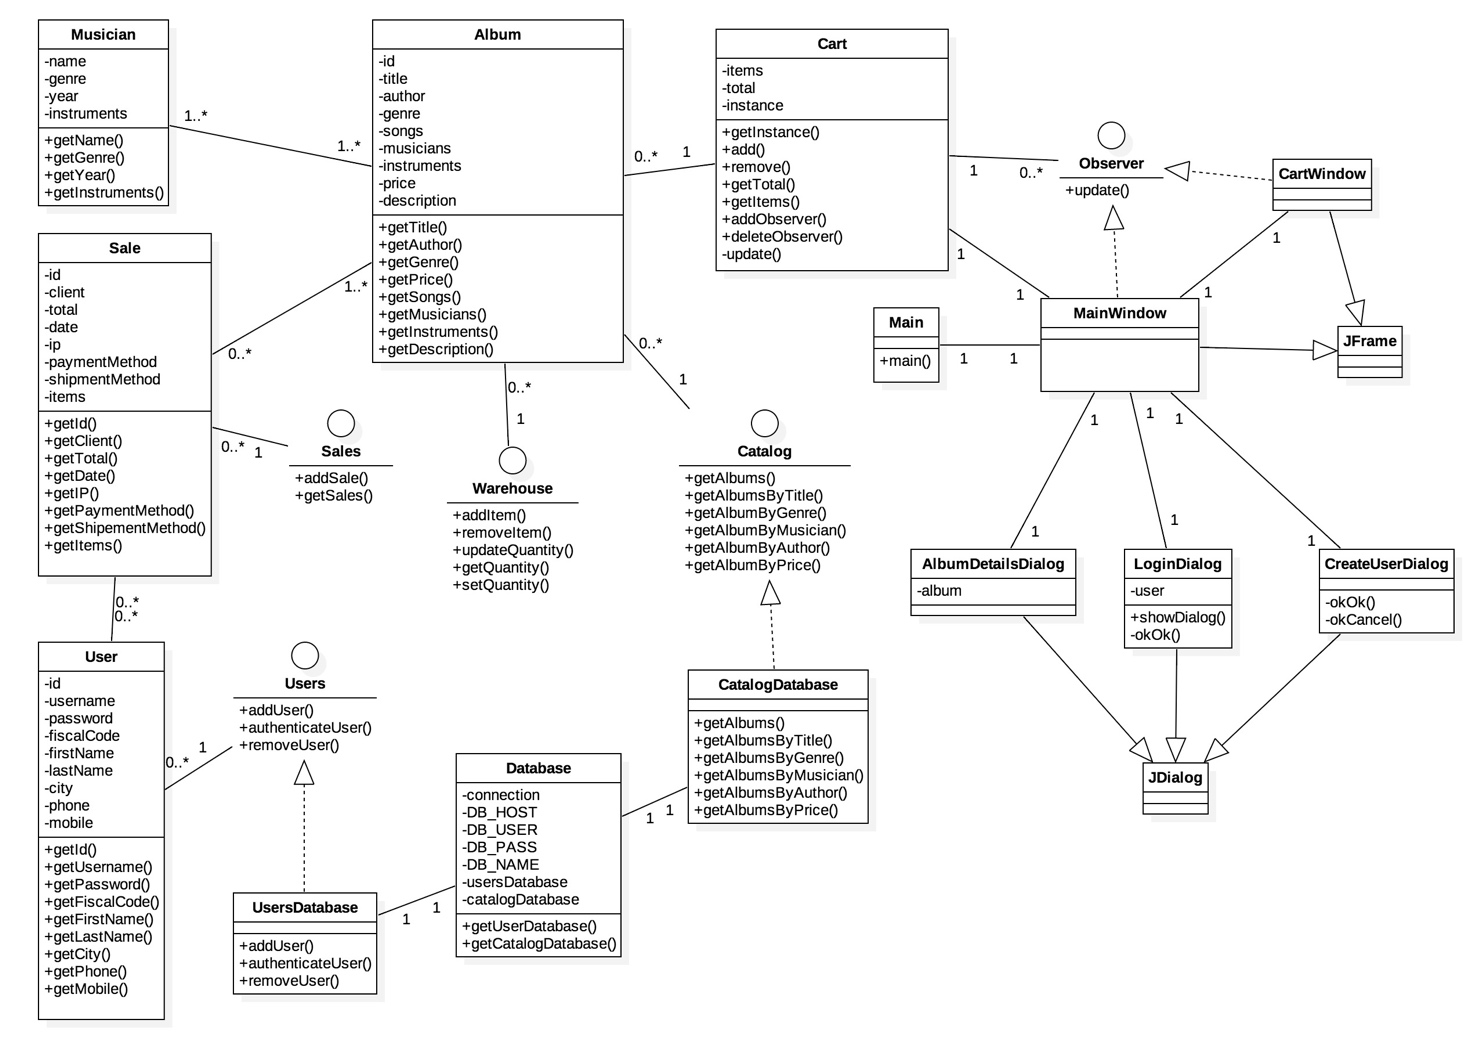 Musician
-name
-genre
-year
-instruments
+getName()
+getGenre()
+getYear()
+getInstruments()
1..*
1..*
Album
-id
-title
-author
-genre
-songs
-musicians
-instruments
-price
-description
+getTitle()
+getAuthor()
+getGenre()
+getPrice()
+getSongs()
+getMusicians()
+getInstruments()
+getDescription()
0..*
1
Cart
-items
-total
-instance
+getInstance()
+add()
+remove()
+getTotal()
+getItems()
+addObserver()
+deleteObserver()
-update()
1
0..*
Observer
+update()
CartWindow
1
1
1
1
Main
+main()
1
1
MainWindow
JFrame
Sale
-id
-client
-total
-date
-ip
-paymentMethod
-shipmentMethod
-items
+getId()
+getClient()
+getTotal()
+getDate()
+getIP()
+getPaymentMethod()
+getShipementMethod()
+getItems()
1..*
0..*
0..*
1
Sales
+addSale()
+getSales()
0..*
1
Warehouse
+addItem()
+removeItem()
+updateQuantity()
+getQuantity()
+setQuantity()
0..*
1
Catalog
+getAlbums()
+getAlbumsByTitle()
+getAlbumByGenre()
+getAlbumByMusician()
+getAlbumByAuthor()
+getAlbumByPrice()
1
1
1
1
1
1
AlbumDetailsDialog
-album
LoginDialog
-user
+showDialog()
-okOk()
CreateUserDialog
-okOk()
-okCancel()
JDialog
0..*
0..*
User
-id
-username
-password
-fiscalCode
-firstName
-lastName
-city
-phone
-mobile
+getId()
+getUsername()
+getPassword()
+getFiscalCode()
+getFirstName()
+getLastName()
+getCity()
+getPhone()
+getMobile()
0..*
1
Users
+addUser()
+authenticateUser()
+removeUser()
UsersDatabase
+addUser()
+authenticateUser()
+removeUser()
1
1
Database
-connection
-DB_HOST
-DB_USER
-DB_PASS
-DB_NAME
-usersDatabase
-catalogDatabase
+getUserDatabase()
+getCatalogDatabase()
1
1
CatalogDatabase
+getAlbums()
+getAlbumsByTitle()
+getAlbumsByGenre()
+getAlbumsByMusician()
+getAlbumsByAuthor()
+getAlbumsByPrice()